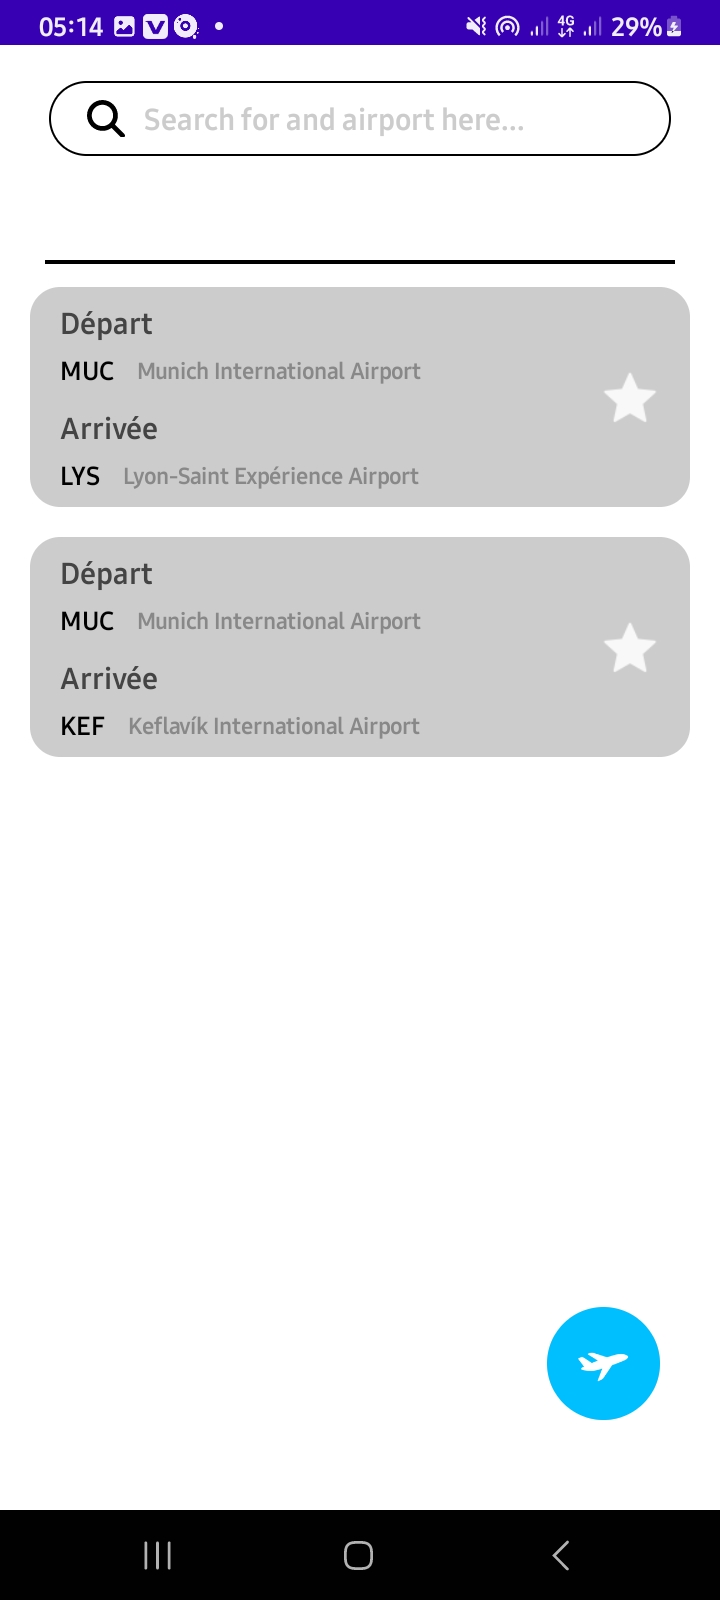 05:14
4G
29%
Search for and airport here...
Départ
MUC Munich International Airport
Arrivée
LYS Lyon-Saint Expérience Airport
Départ
MUC Munich International Airport
Arrivée
KEF Keflavík International Airport